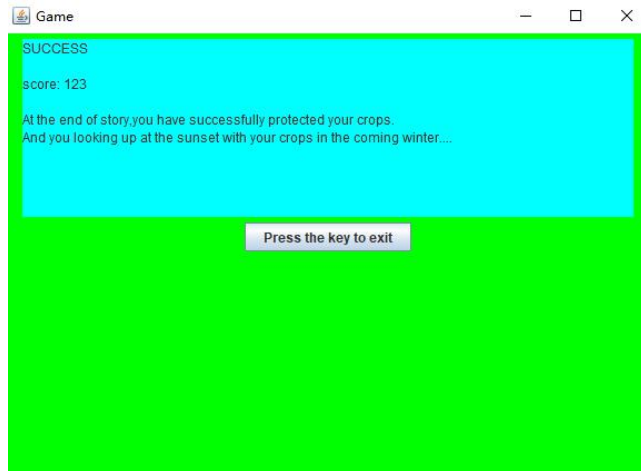 Game
SUCCESS
score: 123
At the end of story,you have successfully protected your crops.
And you looking up at the sunset with your crops in the coming winter....
Press the key to exit